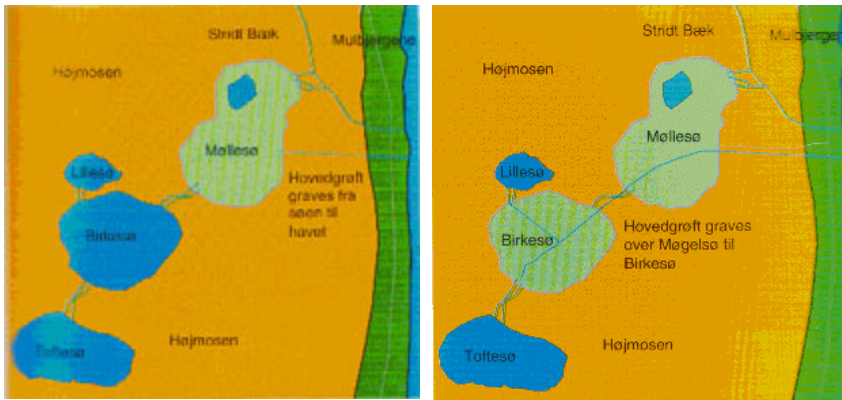 Stridt Bæk
Mulbjergene
Højmosen
Møllesø
Lillesø
Hovedgrøft
graves fra
søen til
havet
Birkesø
Toftesø
Højmosen
Stridt Bæk
Mulbjergene
Højmosen
Møllesø
Lillesø
Hovedgrøft graves
over Møgelsø til
Birkesø
Birkesø
Toftesø
Højmosen